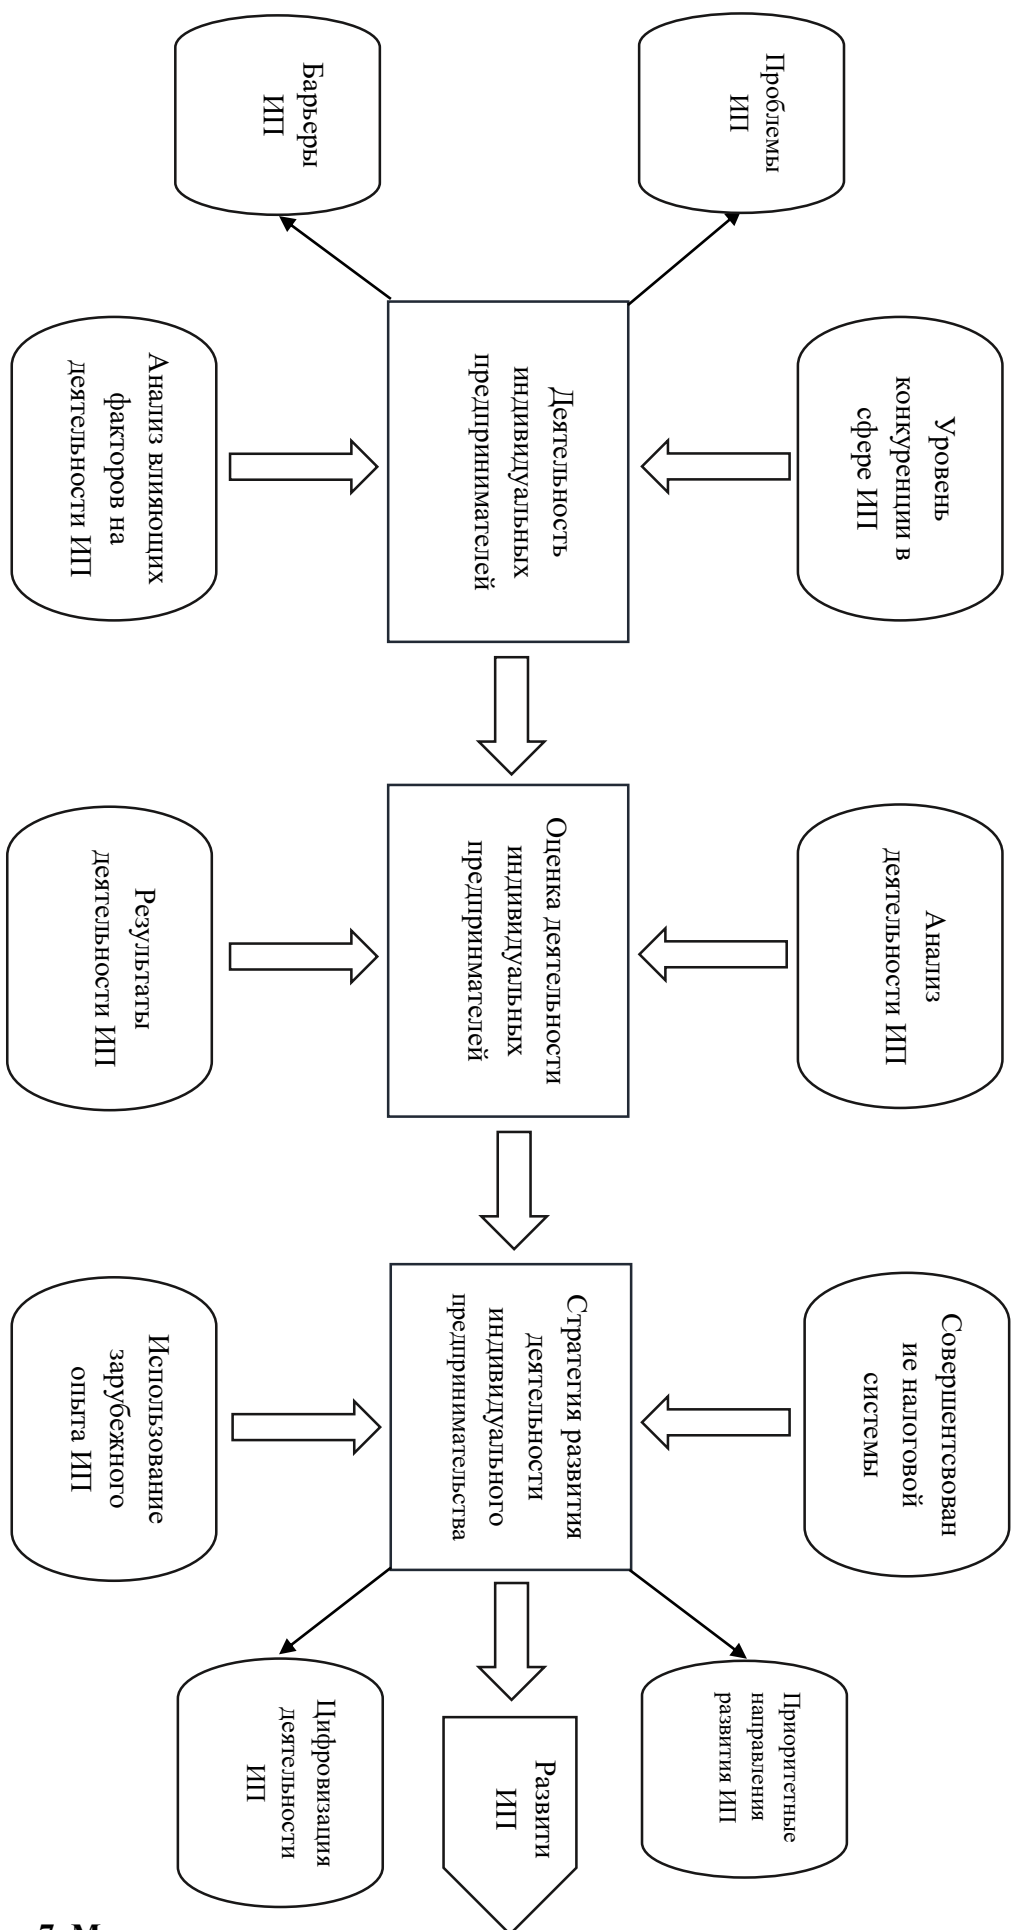 Уровень
конкуренции в
сфере ИП
Анализ
деятельности ИП
Совершентсвован
ие налоговой
системы
Проблемы
ИП
Приоритетные
направления
развития ИП
Деятельность
индивидуальных
предпринимателей
Оценка деятельности
индивидуальных
предпринмателей
Стратегия развития
деятельности
индивидуального
предпринимательства
Развити
ИП
Барьеры
ИП
Цифровизация
деятельности
ИП
Анализ влияющих
факторов на
деятельности ИП
Результаты
деятельности ИП
Использование
зарубежного
опыта ИП